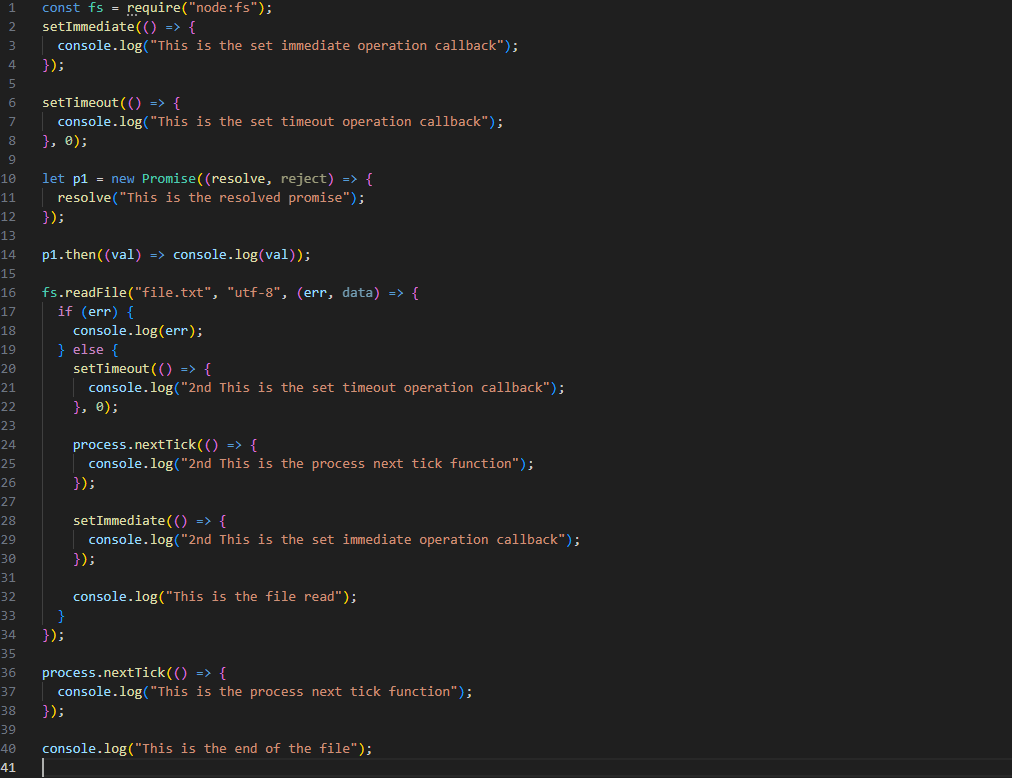 1 const fs = require("node:fs");
2 setImmediate(() => {
3   console.log("This is the set immediate operation callback");
4 });
5
6 setTimeout(() => {
7   console.log("This is the set timeout operation callback");
8 }, 0);
9
10 let p1 = new Promise((resolve, reject) => {
11   resolve("This is the resolved promise");
12 });
13
14 p1.then((val) => console.log(val));
15
16 fs.readFile("file.txt", "utf-8", (err, data) => {
17   if (err) {
18     console.log(err);
19   } else {
20     setTimeout(() => {
21       console.log("2nd This is the set timeout operation callback");
22     }, 0);
23
24     process.nextTick(() => {
25       console.log("2nd This is the process next tick function");
26     });
27
28     setImmediate(() => {
29       console.log("2nd This is the set immediate operation callback");
30     });
31
32     console.log("This is the file read");
33   }
34 });
35
36 process.nextTick(() => {
37   console.log("This is the process next tick function");
38 });
39
40 console.log("This is the end of the file");
41